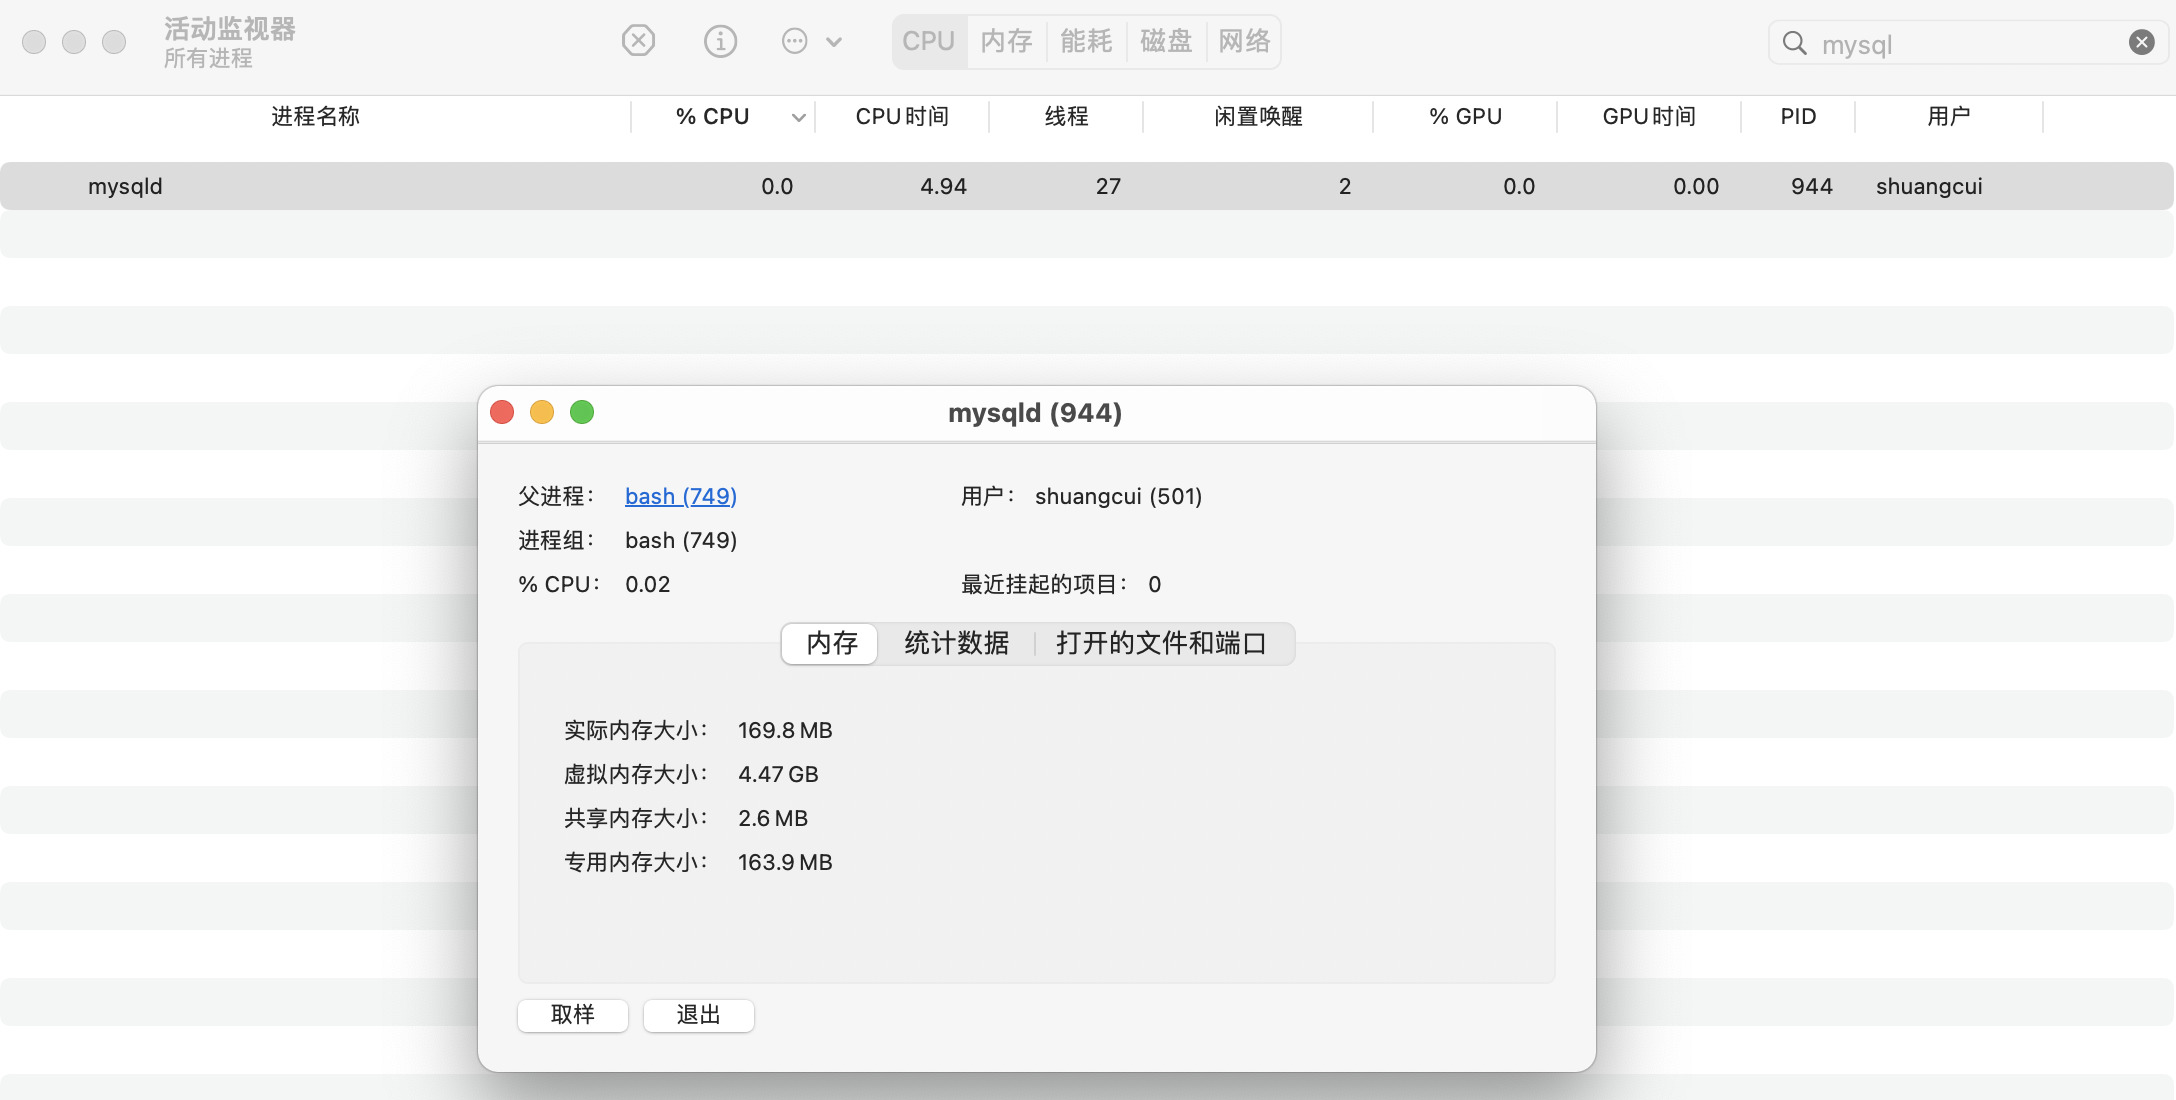 活动监视器
所有进程
CPU 内存 能耗 磁盘 网络
mysql
进程名称 % CPU CPU时间 线程 闲置唤醒 % GPU GPU时间 PID 用户
mysqld 0.0 4.94 27 2 0.0 0.00 944 shuangcui
mysqld (944)
父进程： bash (749) 用户： shuangcui (501)
进程组： bash (749)
% CPU： 0.02 最近挂起的项目： 0
内存 统计数据 打开的文件和端口
实际内存大小： 169.8 MB
虚拟内存大小： 4.47 GB
共享内存大小： 2.6 MB
专用内存大小： 163.9 MB
取样 退出